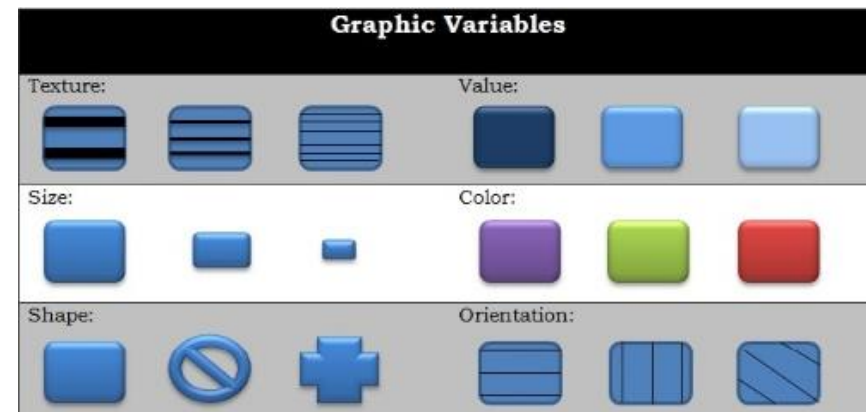 Graphic Variables
Texture:
Value:
Size:
Color:
Shape:
Orientation: